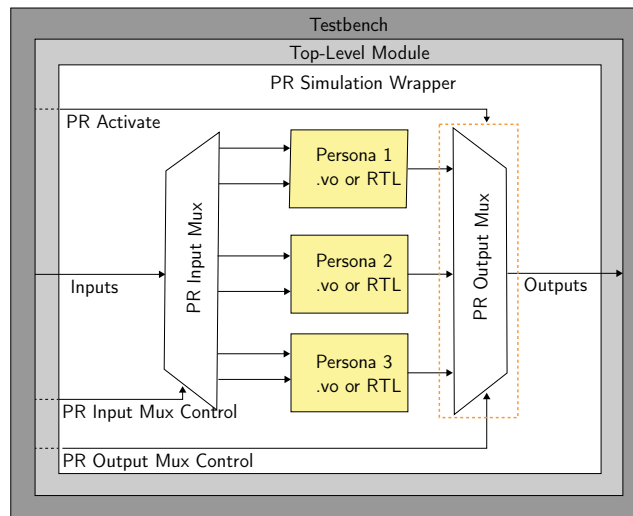 Testbench
Top-Level Module
PR Simulation Wrapper
PR Activate
PR Input Mux
Persona 1
.vo or RTL
Persona 2
.vo or RTL
Persona 3
.vo or RTL
PR Output Mux
Inputs
Outputs
PR Input Mux Control
PR Output Mux Control